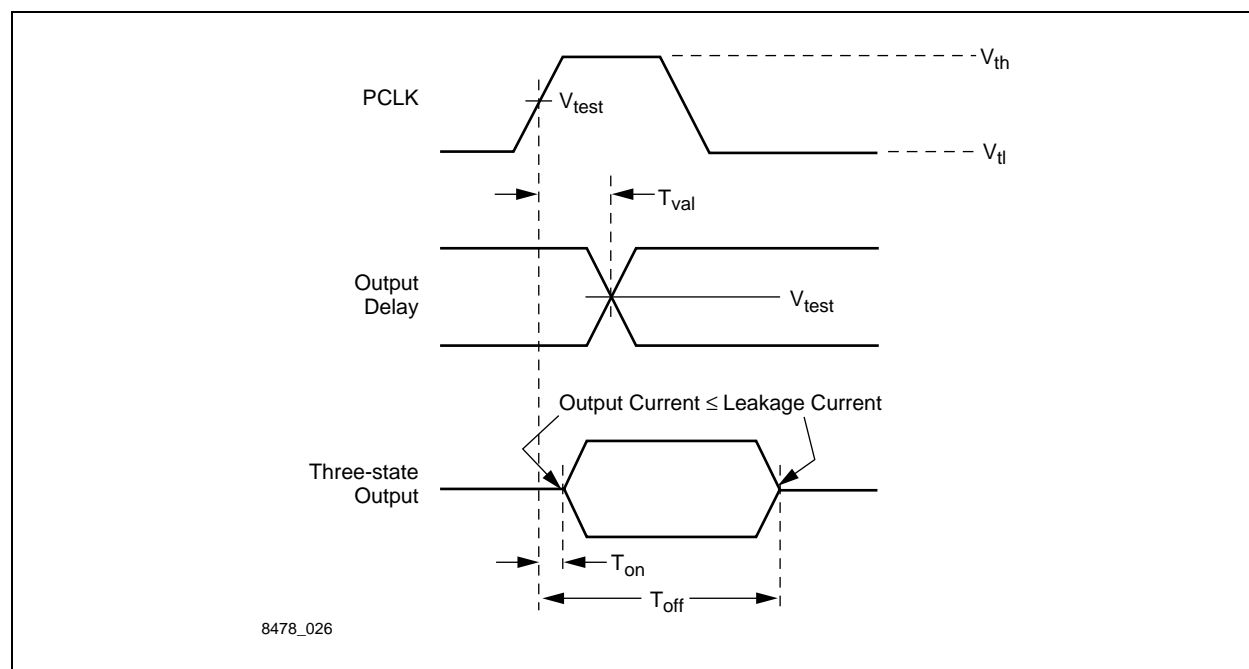 V_th
PCLK
V_test
V_tl
T_val
Output
Delay
V_test
Output Current ≤ Leakage Current
Three-state
Output
T_on
T_off
8478_026